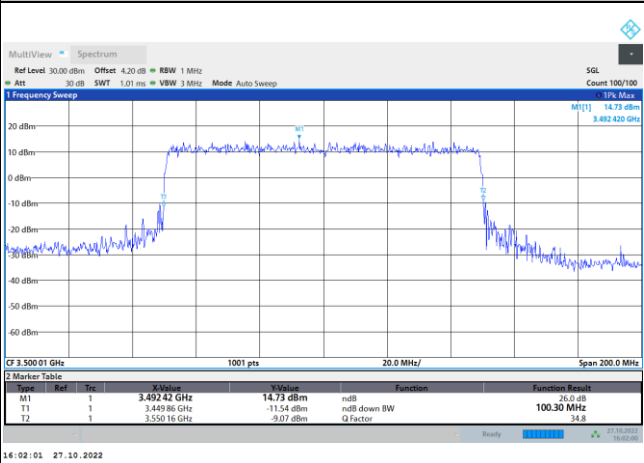 MultiView Spectrum
Ref Level 30.00 dBm Offset 4.20 dB RBW 1 MHz SGL
Att 30 dB SWT 1.01 ms VBW 3 MHz Mode Auto Sweep Count 100/100
1 Frequency Sweep 1Pk Max
M1[1] 14.73 dBm
3.492 420 GHz
20 dBm
M1
10 dBm
0 dBm
T1 T2
-10 dBm
-20 dBm
-30 dBm
-40 dBm
-50 dBm
-60 dBm
CF 3.500 01 GHz 1001 pts 20.0 MHz/ Span 200.0 MHz
2 Marker Table
Type Ref Trc X-Value Y-Value Function Function Result
M1 1 3.492 42 GHz 14.73 dBm ndB 26.0 dB
T1 1 3.449 86 GHz -11.54 dBm ndB down BW 100.30 MHz
T2 1 3.550 16 GHz -9.07 dBm Q Factor 34.8
Ready 27.10.2022
16:02:00
16:02:01 27.10.2022